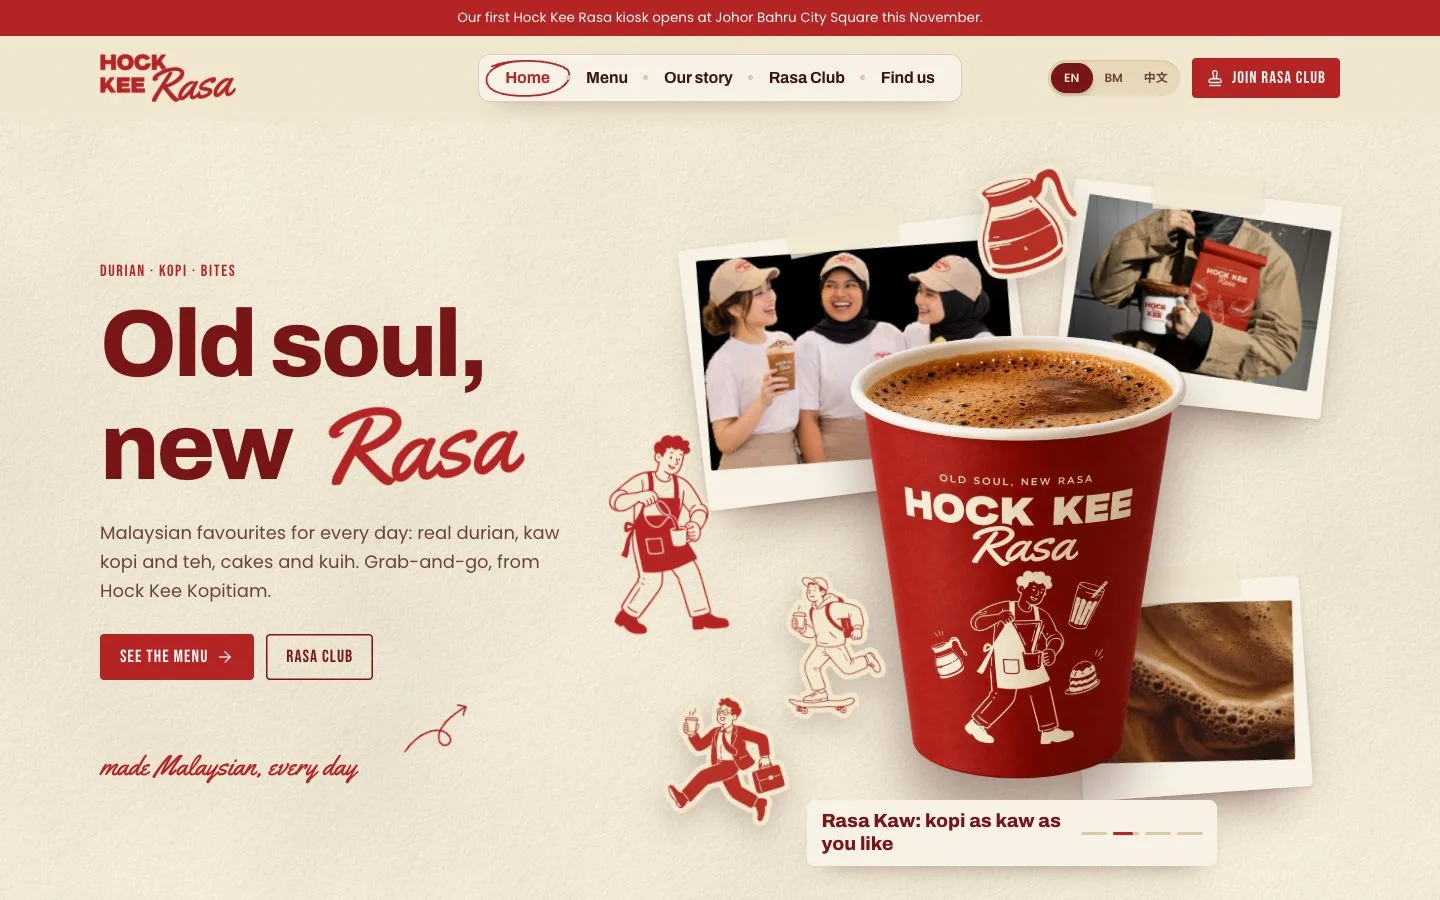 Our first Hock Kee Rasa kiosk opens at Johor Bahru City Square this November.
HOCK
KEE Rasa
Home
Menu
Our story
Rasa Club
Find us
EN
BM
中文
JOIN RASA CLUB
DURIAN · KOPI · BITES
Old soul,
new Rasa
Malaysian favourites for every day: real durian, kaw
kopi and teh, cakes and kuih. Grab-and-go, from
Hock Kee Kopitiam.
SEE THE MENU
RASA CLUB
made Malaysian, every day
HOCK KEE
HOCK
KEE
OLD SOUL, NEW RASA
HOCK KEE
Rasa
Rasa Kaw: kopi as kaw as
you like